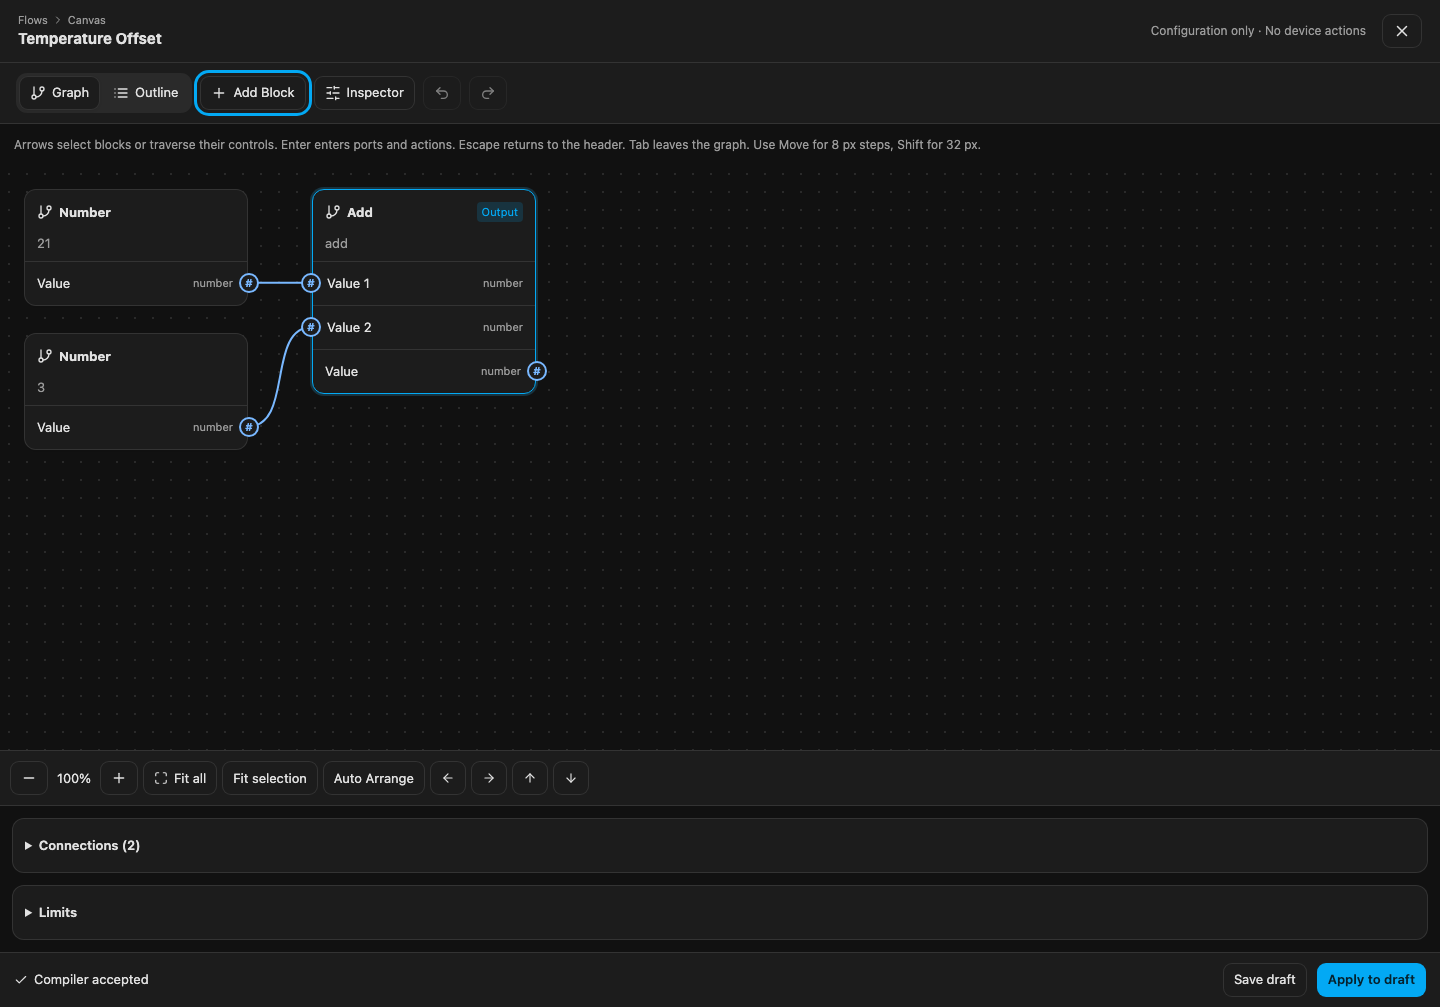 Flows > Canvas
Temperature Offset
Configuration only · No device actions
Graph
Outline
Add Block
Inspector
Arrows select blocks or traverse their controls. Enter enters ports and actions. Escape returns to the header. Tab leaves the graph. Use Move for 8 px steps, Shift for 32 px.
Number
21
Value number #
Number
3
Value number #
Add Output
add
# Value 1 number
# Value 2 number
Value number #
100%
Fit all
Fit selection
Auto Arrange
Connections (2)
Limits
Compiler accepted
Save draft
Apply to draft